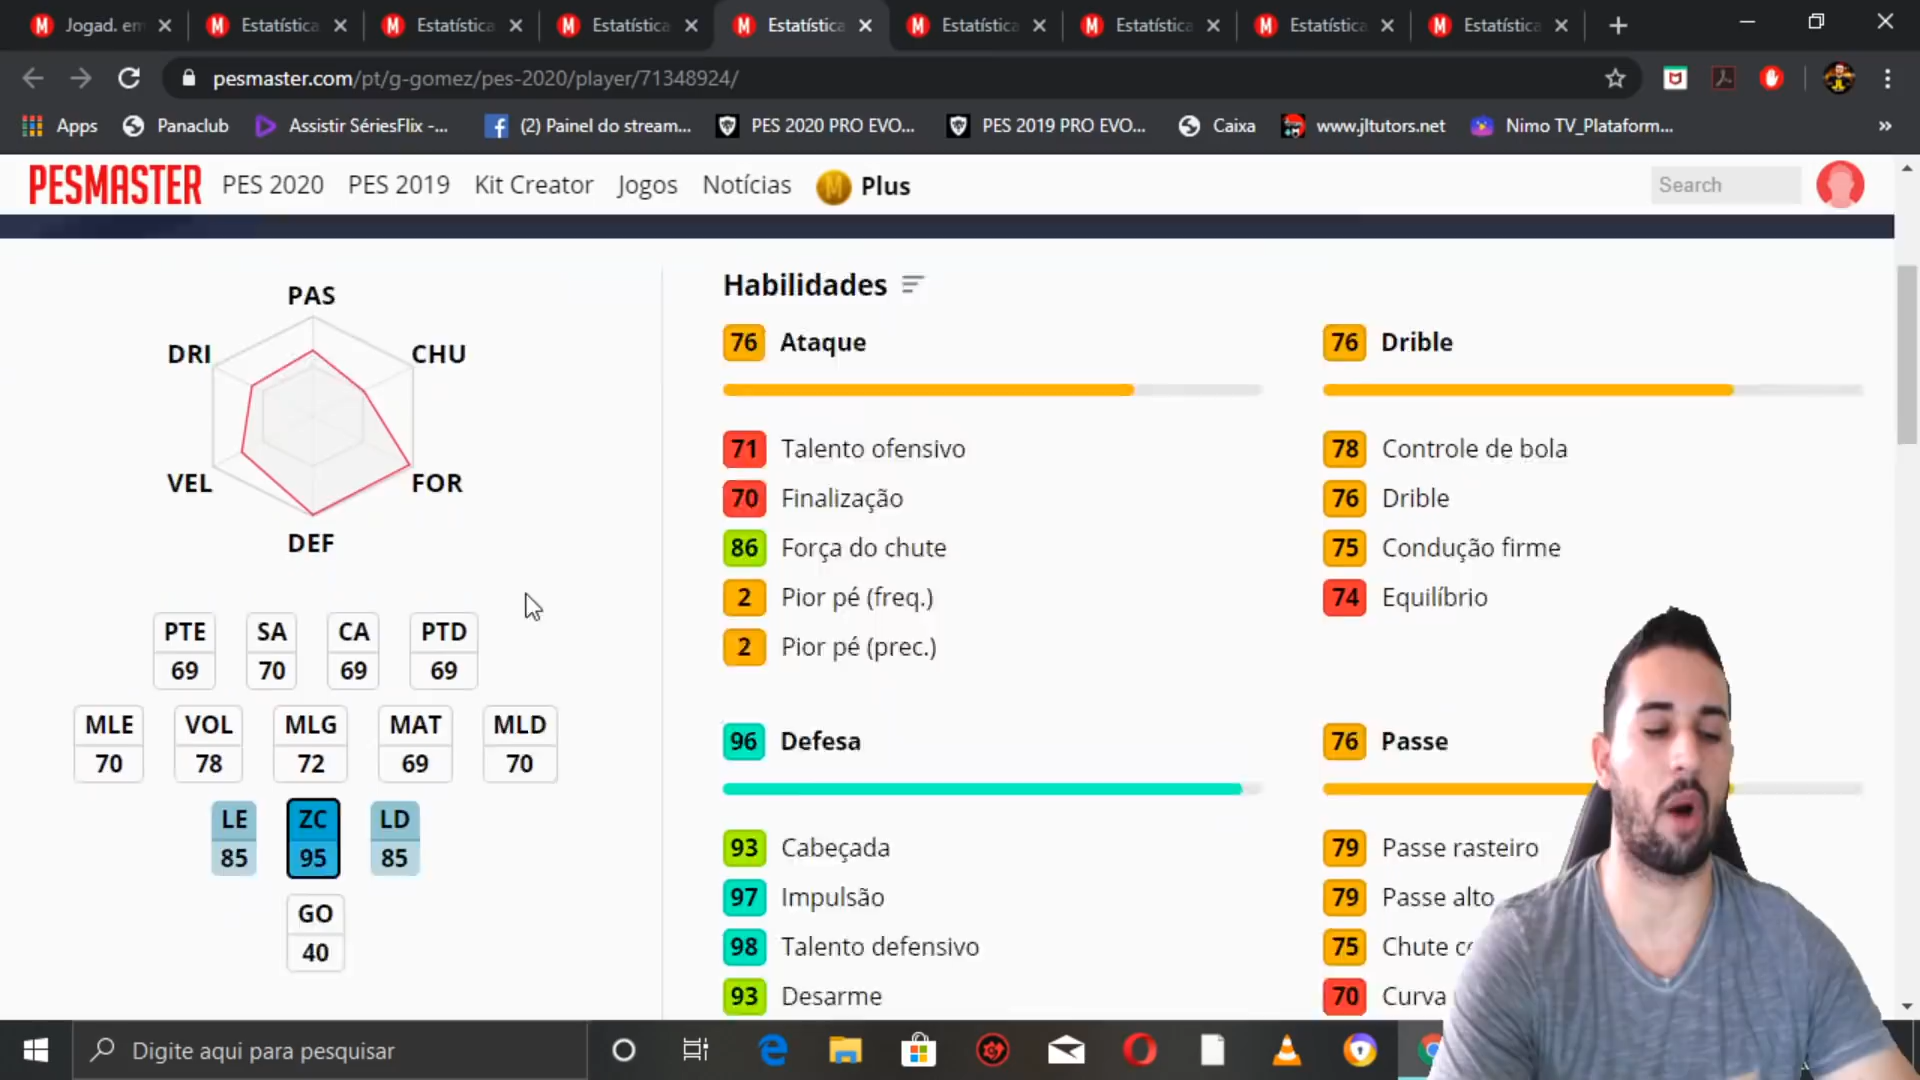 Jogad. em
Estatística
Estatística
Estatística
Estatística
Estatística
Estatística
Estatística
Estatística
pesmaster.com/pt/g-gomez/pes-2020/player/71348924/
Apps
Panaclub
Assistir SériesFlix -...
(2) Painel do stream...
PES 2020 PRO EVO...
PES 2019 PRO EVO...
Caixa
www.jltutors.net
Nimo TV_Plataform...
»
PESMASTER PES 2020 PES 2019 Kit Creator Jogos Notícias M Plus Search
PAS
DRI CHU
VEL FOR
DEF
PTE SA CA PTD
69 70 69 69
MLE VOL MLG MAT MLD
70 78 72 69 70
LE ZC LD
85 95 85
GO
40
Habilidades
76 Ataque
71 Talento ofensivo
70 Finalização
86 Força do chute
2 Pior pé (freq.)
2 Pior pé (prec.)
76 Drible
78 Controle de bola
76 Drible
75 Condução firme
74 Equilíbrio
96 Defesa
93 Cabeçada
97 Impulsão
98 Talento defensivo
93 Desarme
76 Passe
79 Passe rasteiro
79 Passe alto
75 Chute
70 Curva
Digite aqui para pesquisar